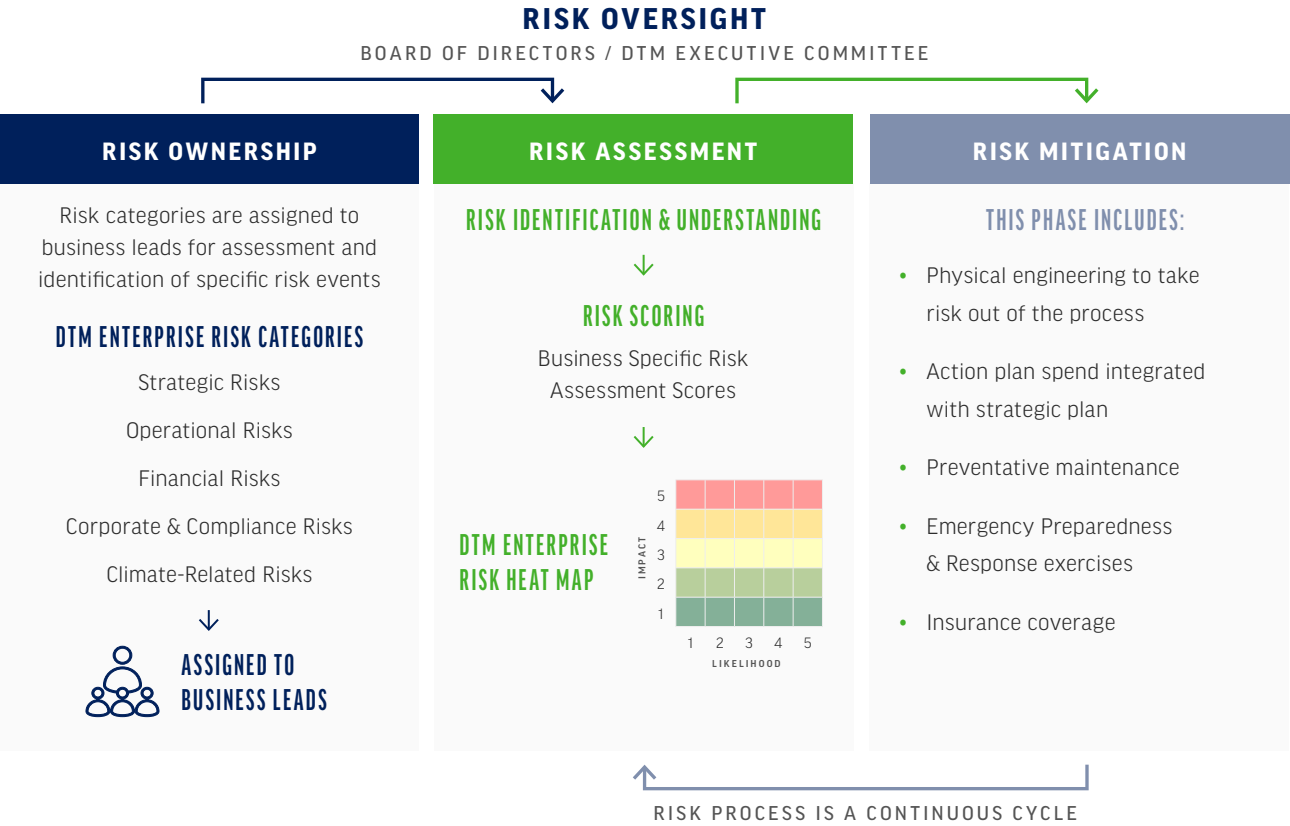 RISK OVERSIGHT
BOARD OF DIRECTORS / DTM EXECUTIVE COMMITTEE
RISK OWNERSHIP
Risk categories are assigned to
business leads for assessment and
identification of specific risk events
DTM ENTERPRISE RISK CATEGORIES
Strategic Risks
Operational Risks
Financial Risks
Corporate & Compliance Risks
Climate-Related Risks
ASSIGNED TO
BUSINESS LEADS
RISK ASSESSMENT
RISK IDENTIFICATION & UNDERSTANDING
RISK SCORING
Business Specific Risk
Assessment Scores
DTM ENTERPRISE
RISK HEAT MAP
IMPACT
5
4
3
2
1
1 2 3 4 5
LIKELIHOOD
RISK MITIGATION
THIS PHASE INCLUDES:
• Physical engineering to take
risk out of the process
• Action plan spend integrated
with strategic plan
• Preventative maintenance
• Emergency Preparedness
& Response exercises
• Insurance coverage
RISK PROCESS IS A CONTINUOUS CYCLE